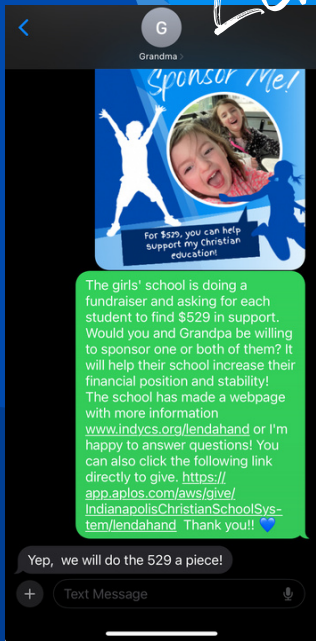 G
Grandma
Sponsor Me!
For $529, you can help
support my Christian
education!
The girls' school is doing a
fundraiser and asking for each
student to find $529 in support.
Would you and Grandpa be willing
to sponsor one or both of them? It
will help their school increase their
financial position and stability!
The school has made a webpage
with more information
www.indycs.org/lendahand or I'm
happy to answer questions! You
can also click the following link
directly to give. https://
app.aplos.com/aws/give/
IndianapolisChristianSchoolSys-
tem/lendahand Thank you!! 💙
Yep, we will do the 529 a piece!
Text Message